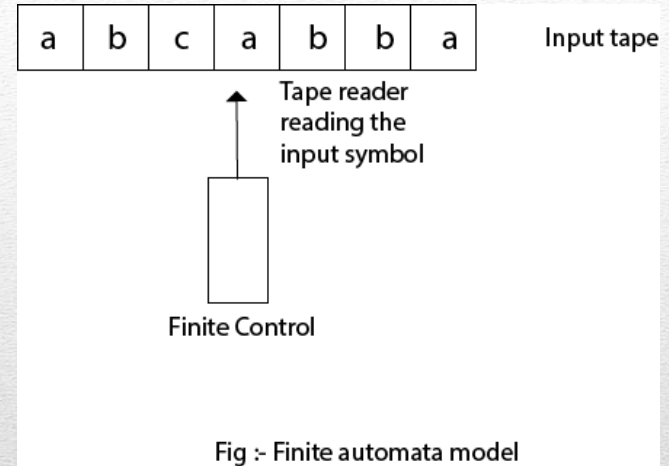 a b c a b b a Input tape
Tape reader
reading the
input symbol
Finite Control
Fig :- Finite automata model